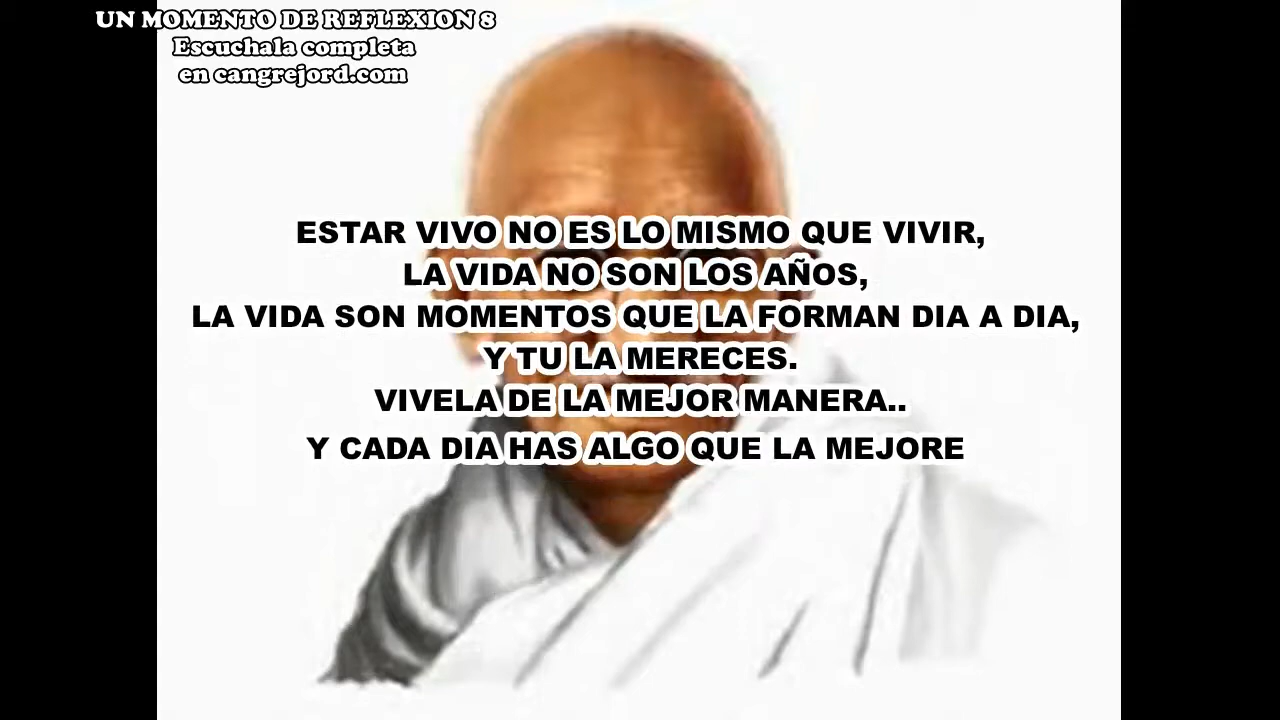 UN MOMENTO DE REFLEXION 8
Escuchala completa
en cangrejord.com
ESTAR VIVO NO ES LO MISMO QUE VIVIR,
LA VIDA NO SON LOS AÑOS,
LA VIDA SON MOMENTOS QUE LA FORMAN DIA A DIA,
Y TU LA MERECES.
VIVELA DE LA MEJOR MANERA..
Y CADA DIA HAS ALGO QUE LA MEJORE